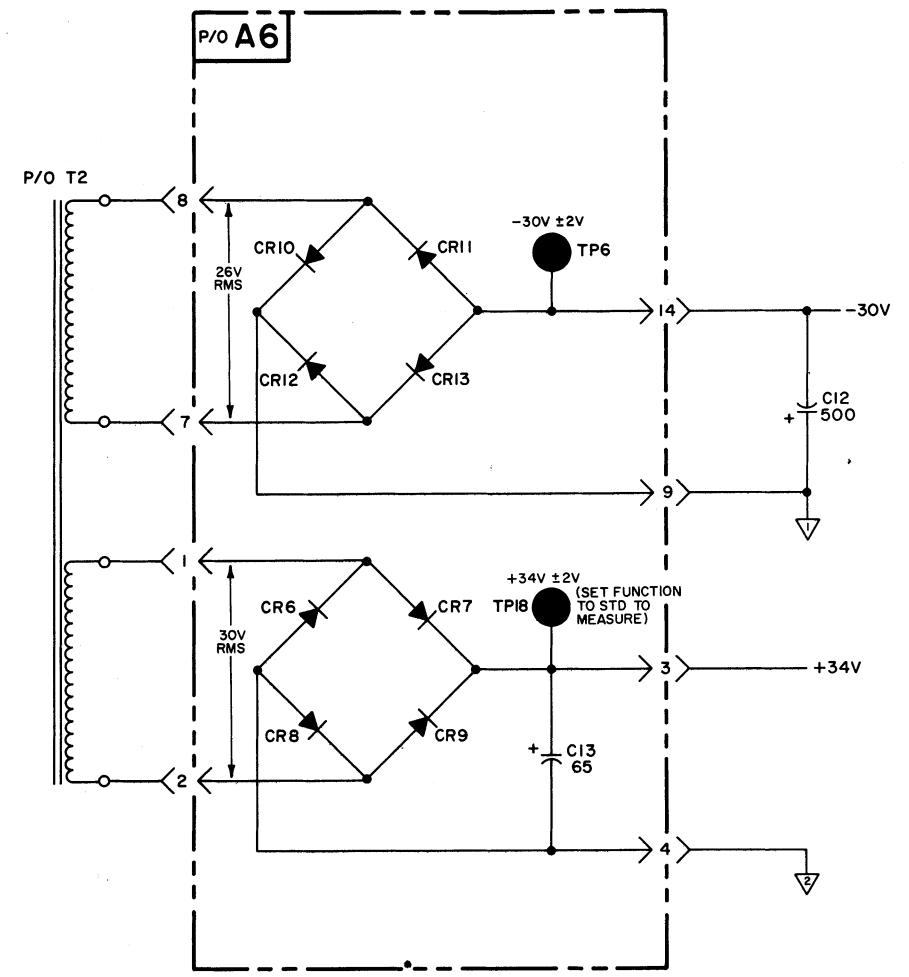 P/O A6
P/O T2
8
CR10
CR11
-30V ±2V
TP6
26V
RMS
14
-30V
CR12
CR13
C12
+ 500
7
9
1
1
+34V ±2V
(SET FUNCTION
TO STD TO
MEASURE)
TP18
CR6
CR7
30V
RMS
3
+34V
CR8
CR9
+ C13
65
2
4
2